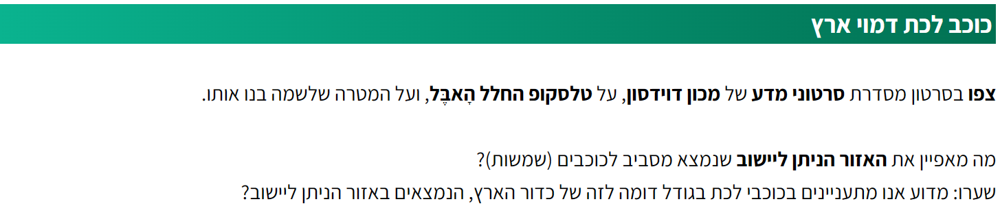 כוכב לכת דמוי ארץ
צפו בסרטון מסדרת סרטוני מדע של מכון דוידסון, על טלסקופ החלל הָאבֶּל, ועל המטרה שלשמה בנו אותו.
מה מאפיין את האזור הניתן ליישוב שנמצא מסביב לכוכבים (שמשות)?
שערו: מדוע אנו מתעניינים בכוכבי לכת בגודל דומה לזה של כדור הארץ, הנמצאים באזור הניתן ליישוב?